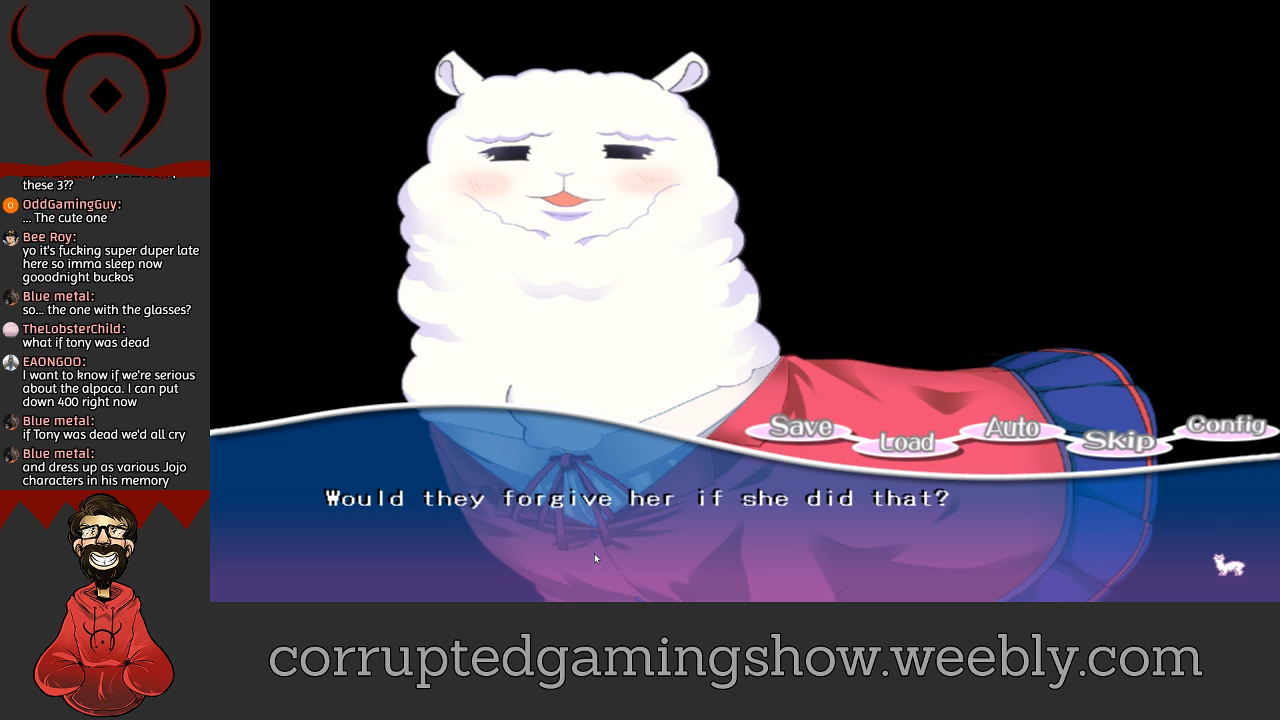 these 3??
OddGamingGuy:
... The cute one
Bee Roy:
yo it's fucking super duper late
here so imma sleep now
gooodnight buckos
Blue metal:
so... the one with the glasses?
TheLobsterChild:
what if tony was dead
EAONGOO:
I want to know if we're serious
about the alpaca. I can put
down 400 right now
Blue metal:
if Tony was dead we'd all cry
Blue metal:
and dress up as various Jojo
characters in his memory
Save
Load
Auto
Skip
Config
Would they forgive her if she did that?
corruptedgamingshow.weebly.com